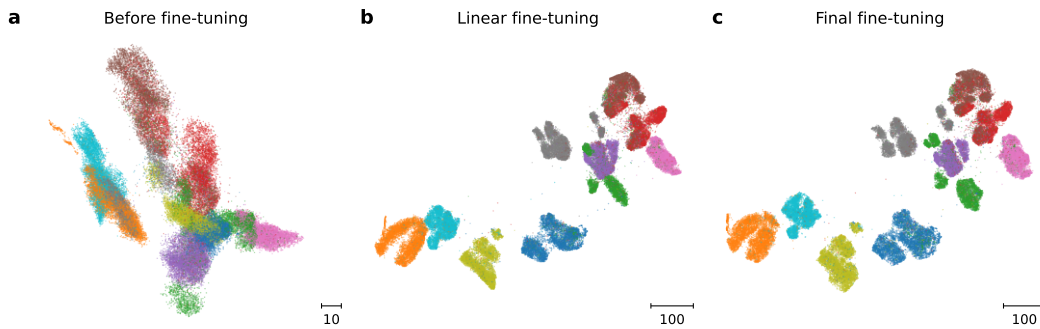 a Before fine-tuning
b Linear fine-tuning
c Final fine-tuning
10
100
100